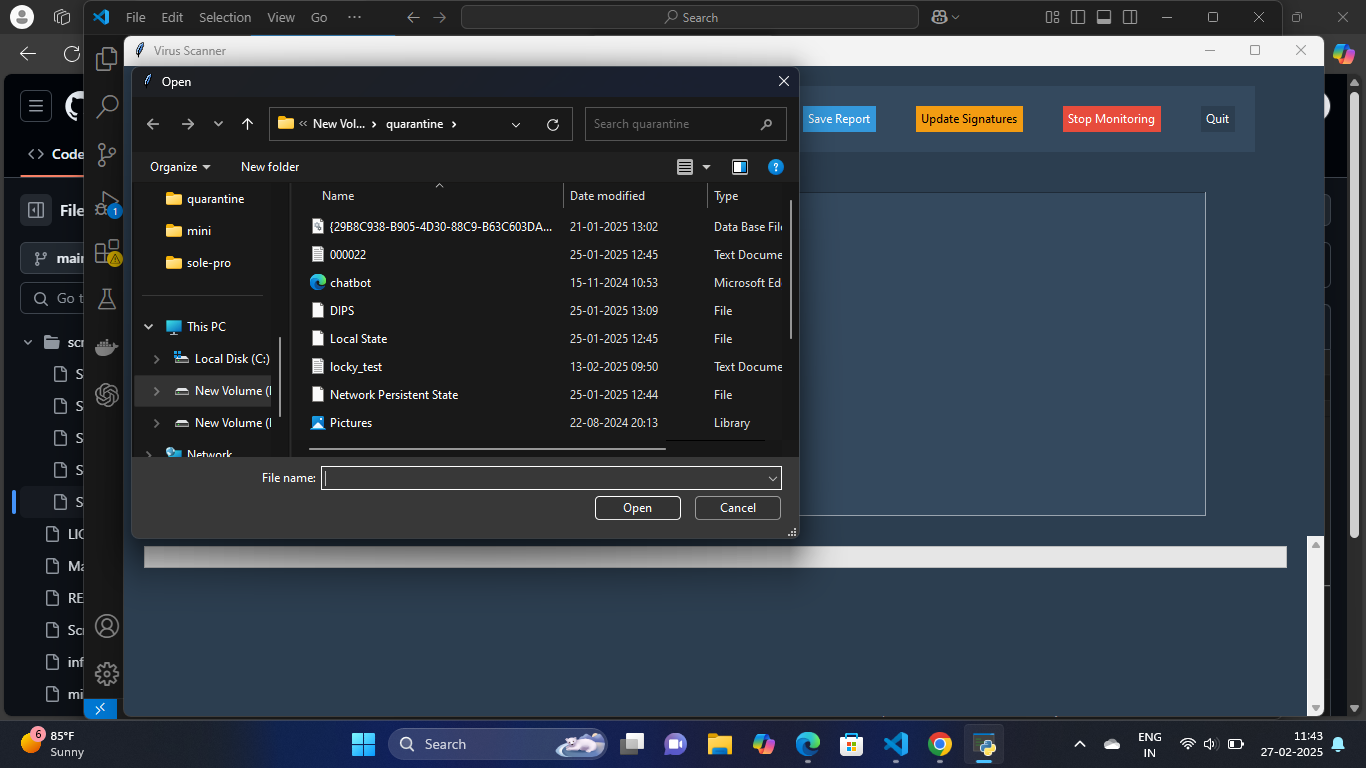 File Edit Selection View Go ··· Search
Virus Scanner
Open
Save Report Update Signatures Stop Monitoring Quit
« New Vol... › quarantine › Search quarantine
Organize New folder
Code
Name Date modified Type
quarantine
{29B8C938-B905-4D30-88C9-B63C603DA... 21-01-2025 13:02 Data Base File
File
mini
000022 25-01-2025 12:45 Text Docume
main
sole-pro
chatbot 15-11-2024 10:53 Microsoft Ed
Go t
DIPS 25-01-2025 13:09 File
This PC
Local State 25-01-2025 12:45 File
scr
Local Disk (C:)
locky_test 13-02-2025 09:50 Text Docume
S
New Volume (
Network Persistent State 25-01-2025 12:44 File
S
New Volume (
Pictures 22-08-2024 20:13 Library
S
Network
S
File name:
S
Open Cancel
LIC
Ma
RE
Scr
inf
mi
1
6
85°F
Sunny
Search
ENG
IN
11:43
27-02-2025